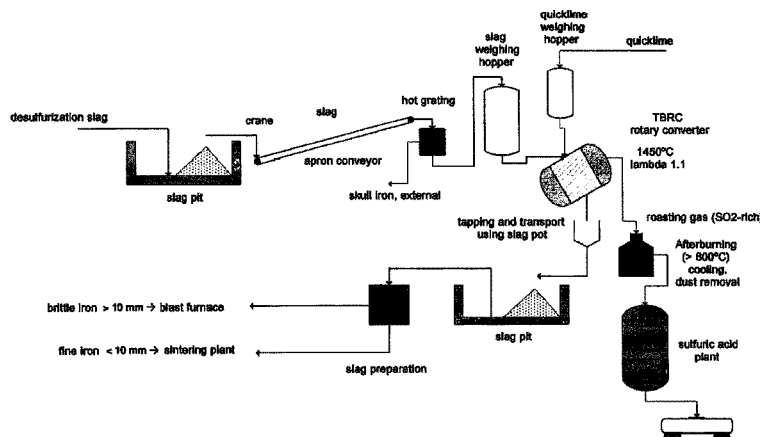 quicklime
weighing
hopper
slag
weighing
hopper
quicklime
hot grating
TBRC
rotary converter
desulfurization slag
crane
slag
1450°C
lambda 1.1
apron conveyor
skull iron, external
slag pit
tapping and transport
using slag pot
roasting gas (SO2-rich)
Afterburning
(> 800°C)
cooling,
dust removal
brittle iron > 10 mm → blast furnace
slag pit
fine iron < 10 mm → sintering plant
sulfuric acid
plant
slag preparation